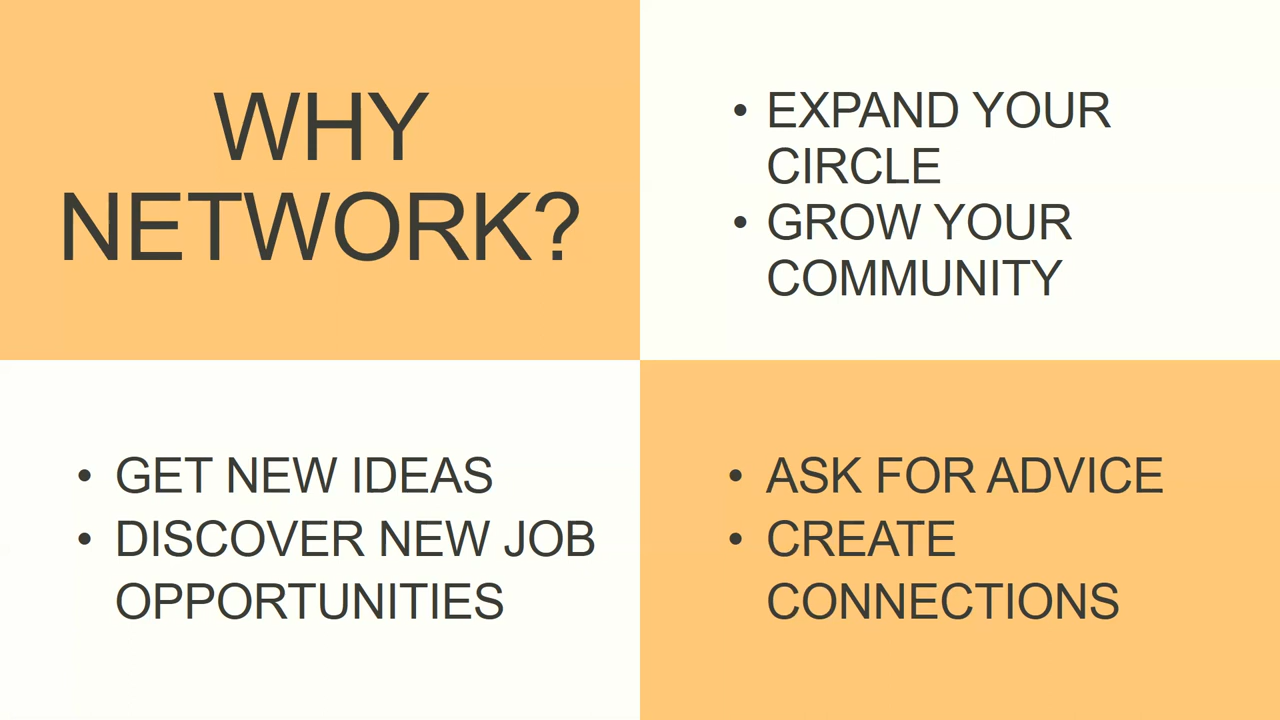 WHY
NETWORK?
• EXPAND YOUR
CIRCLE
• GROW YOUR
COMMUNITY
• GET NEW IDEAS
• DISCOVER NEW JOB
OPPORTUNITIES
• ASK FOR ADVICE
• CREATE
CONNECTIONS